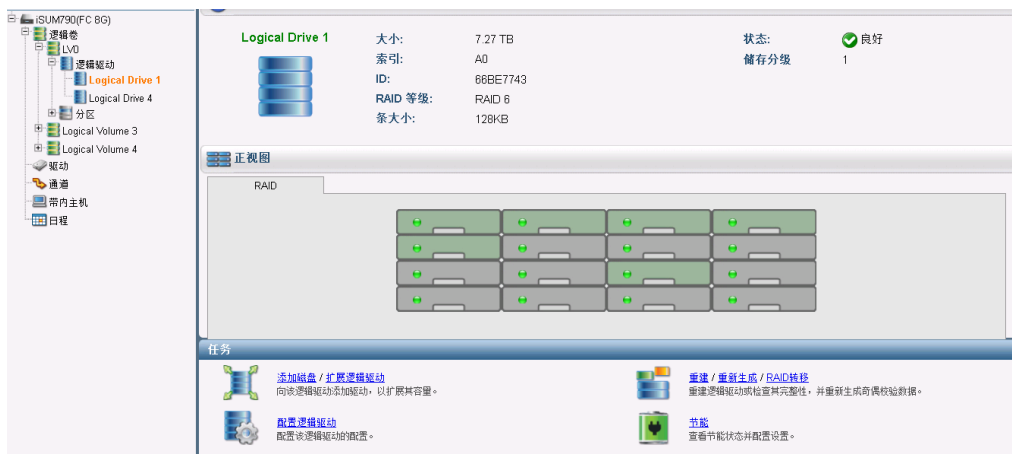 iSUM790(FC 8G)
逻辑卷
LV0
逻辑驱动
Logical Drive 1
Logical Drive 4
分区
Logical Volume 3
Logical Volume 4
驱动
通道
带内主机
日程
Logical Drive 1
大小: 7.27 TB
索引: A0
ID: 66BE7743
RAID 等级: RAID 6
条大小: 128KB
状态: 良好
储存分级 1
正视图
RAID
任务
添加磁盘 / 扩展逻辑驱动
向该逻辑驱动添加驱动，以扩展其容量。
重建 / 重新生成 / RAID转移
重建逻辑驱动或检查其完整性，并重新生成奇偶校验数据。
配置逻辑驱动
配置该逻辑驱动的配置。
节能
查看节能状态并配置设置。